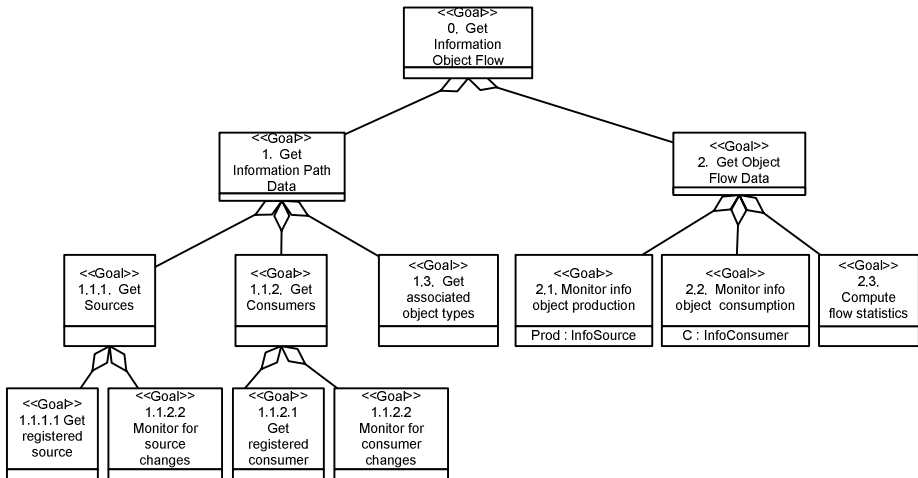 <<Goal>>
0. Get
Information
Object Flow
<<Goal>>
1. Get
Information Path
Data
<<Goal>>
2. Get Object
Flow Data
<<Goal>>
1.1.1. Get
Sources
<<Goal>>
1.1.2. Get
Consumers
<<Goal>>
1.3. Get
associated
object types
<<Goal>>
2.1. Monitor info
object production
Prod : InfoSource
<<Goal>>
2.2. Monitor info
object consumption
C : InfoConsumer
<<Goal>>
2.3.
Compute
flow statistics
<<Goal>>
1.1.1.1 Get
registered
source
<<Goal>>
1.1.2.2
Monitor for
source
changes
<<Goal>>
1.1.2.1
Get
registered
consumer
<<Goal>>
1.1.2.2
Monitor for
consumer
changes